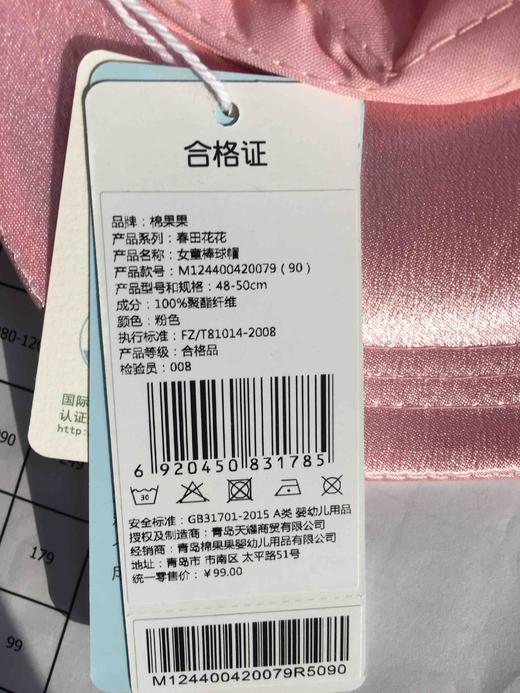 合格证
品牌：棉果果
产品系列：春田花花
产品名称：女童棒球帽
产品款号：M124400420079（90）
产品型号和规格：48-50cm
成分：100%聚酯纤维
颜色：粉色
执行标准：FZ/T81014-2008
产品等级：合格品
检验员：008
6 920450 831785
30
安全标准：GB31701-2015 A类 婴幼儿用品
授权及制造商：青岛天繎商贸有限公司
经销商：青岛棉果果婴幼儿用品有限公司
地址：青岛市 市南区 太平路51号
统一零售价：￥99.00
M124400420079R5090
国际
认证
http:
179
99